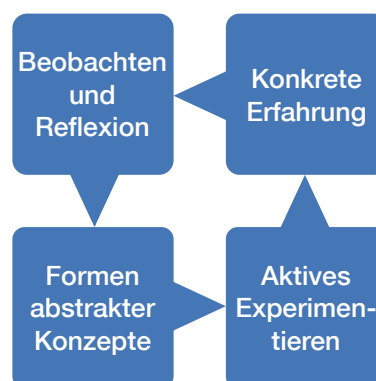 Beobachten
und
Reflexion
Konkrete
Erfahrung
Formen
abstrakter
Konzepte
Aktives
Experimen-
tieren